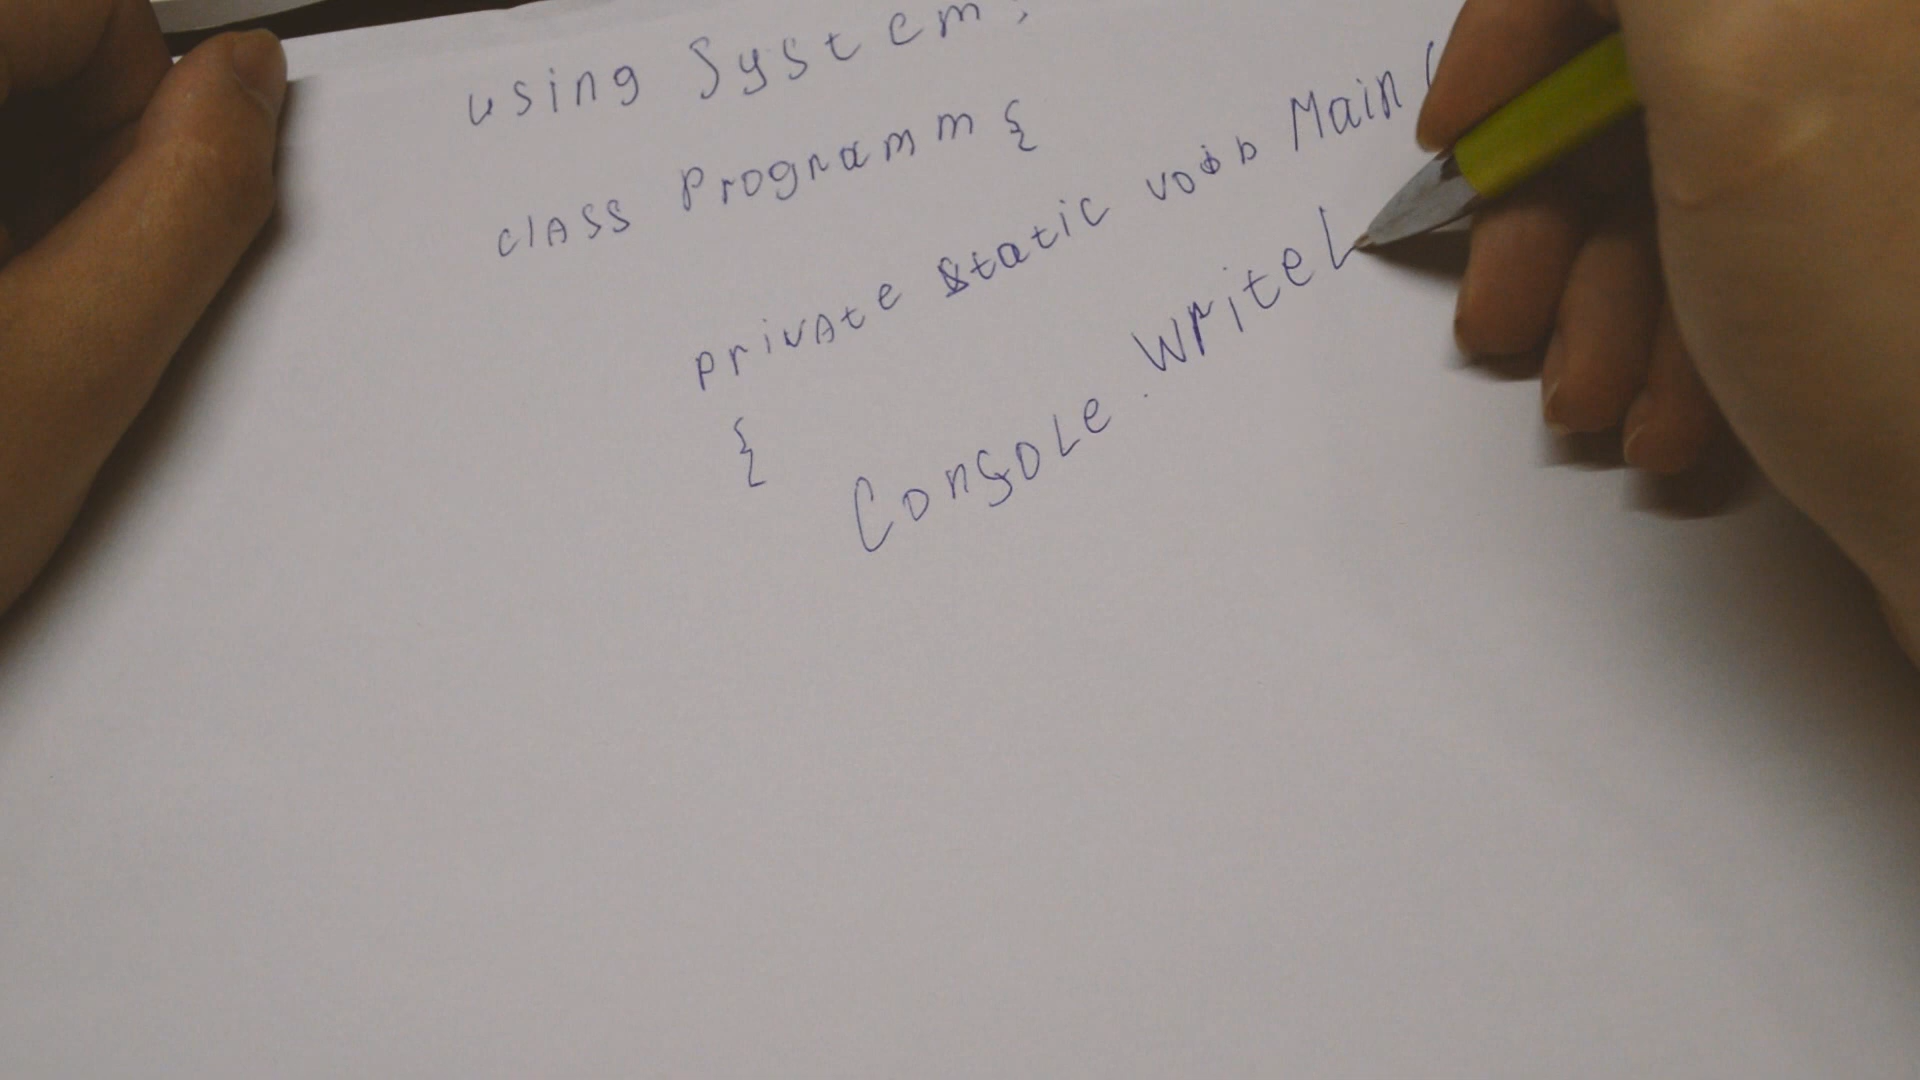 using System;
class Programm {
private static void Main (
{
Console.WriteL